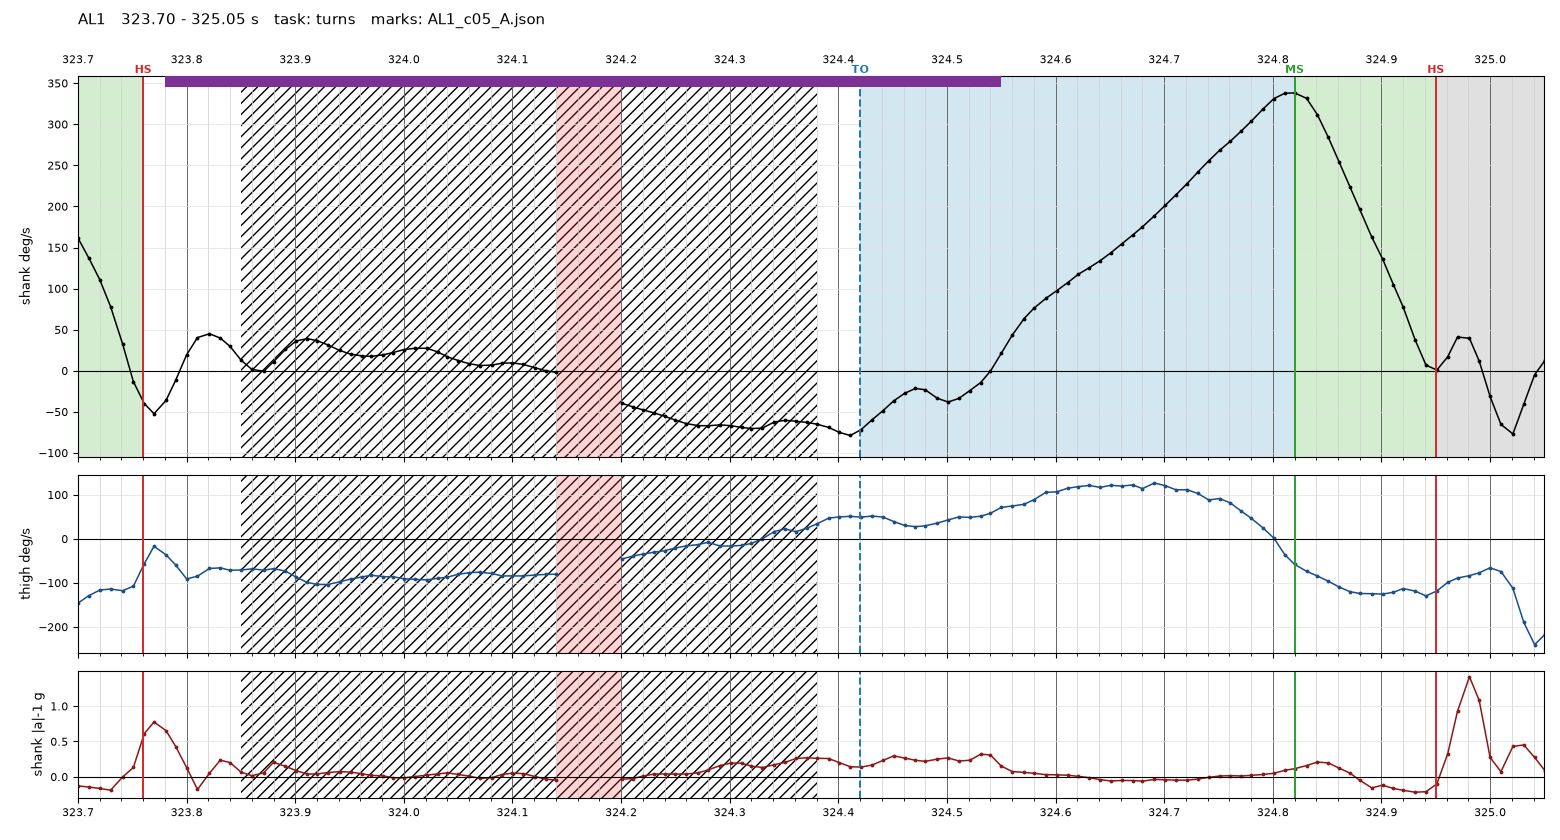 AL1   323.70 - 325.05 s   task: turns   marks: AL1_c05_A.json
323.7 323.8 323.9 324.0 324.1 324.2 324.3 324.4 324.5 324.6 324.7 324.8 324.9 325.0
HS TO MS HS
350
300
250
200
150
100
50
0
−50
−100
shank deg/s
100
0
−100
−200
thigh deg/s
1.0
0.5
0.0
shank |a|-1 g
323.7 323.8 323.9 324.0 324.1 324.2 324.3 324.4 324.5 324.6 324.7 324.8 324.9 325.0